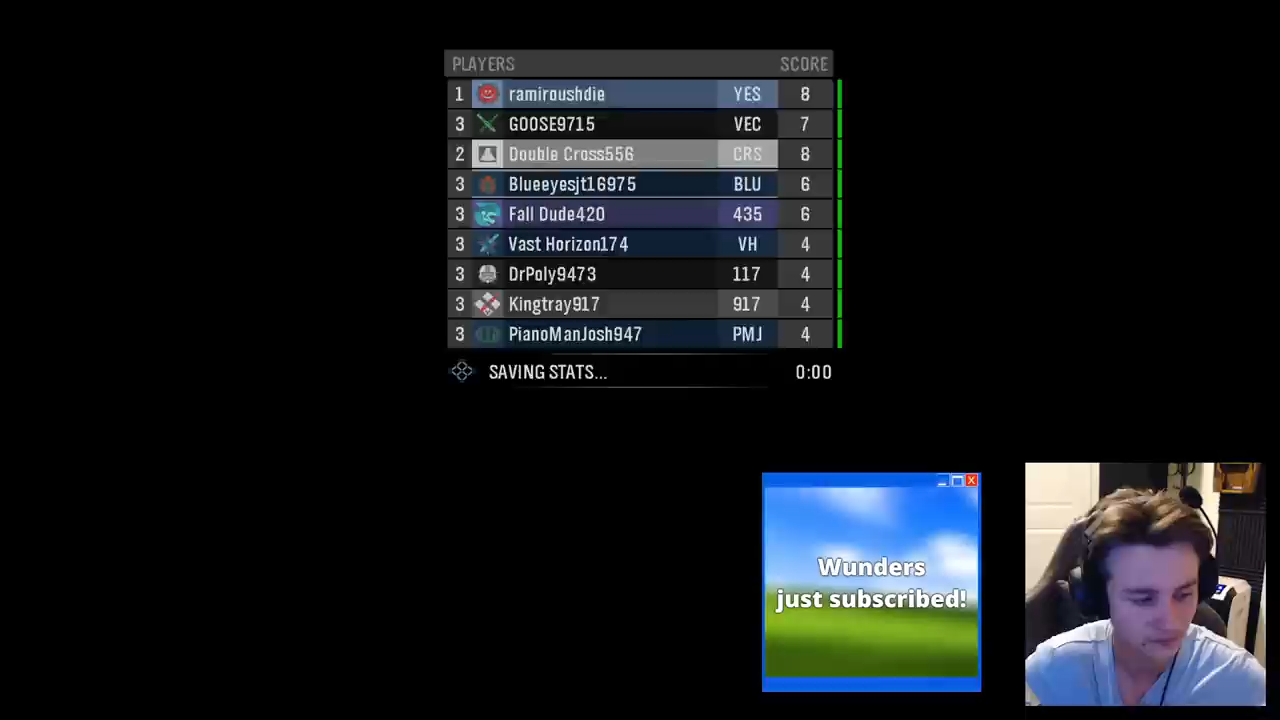 PLAYERS SCORE
1 ramiroushdie YES 8
3 GOOSE9715 VEC 7
2 Double Cross556 CRS 8
3 Blueeyesjt16975 BLU 6
3 Fall Dude420 435 6
3 Vast Horizon174 VH 4
3 DrPoly9473 117 4
3 Kingtray917 917 4
3 PianoManJosh947 PMJ 4
SAVING STATS... 0:00
Wunders
just subscribed!